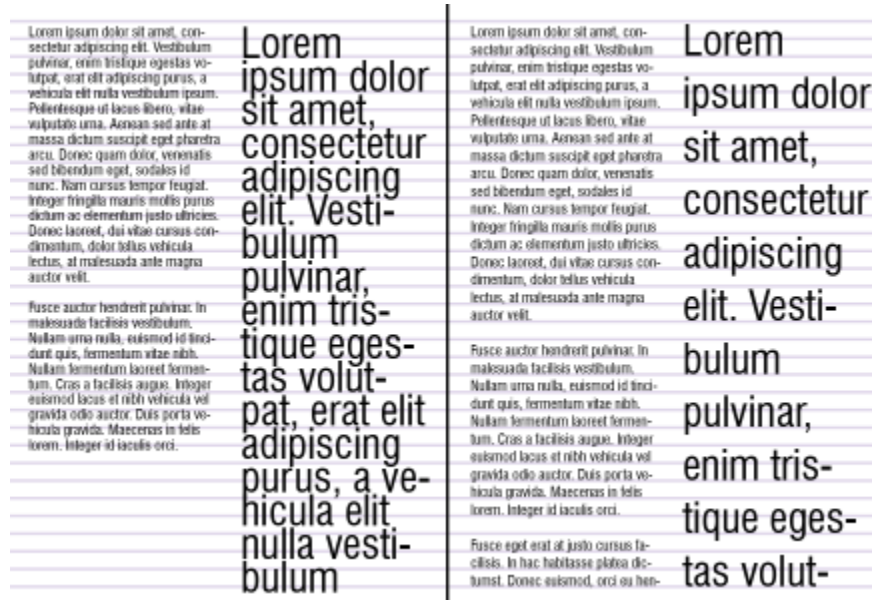 Lorem ipsum dolor sit amet, con-
sectetur adipiscing elit. Vestibulum
pulvinar, enim tristique egestas vo-
lutpat, erat elit adipiscing purus, a
vehicula elit nulla vestibulum ipsum.
Pellentesque ut lacus libero, vitae
vulputate urna. Aenean sed ante at
massa dictum suscipit eget pharetra
arcu. Donec quam dolor, venenatis
sed bibendum eget, sodales id
nunc. Nam cursus tempor feugiat.
Integer fringilla mauris mollis purus
dictum ac elementum justo ultricies.
Donec laoreet, dui vitae cursus con-
dimentum, dolor tellus vehicula
lectus, at malesuada ante magna
auctor velit.
Fusce auctor hendrerit pulvinar. In
malesuada facilisis vestibulum.
Nullam urna nulla, euismod id tinci-
dunt quis, fermentum vitae nibh.
Nullam fermentum laoreet fermen-
tum. Cras a facilisis augue. Integer
euismod lacus et nibh vehicula vel
gravida odio auctor. Duis porta ve-
hicula gravida. Maecenas in felis
lorem. Integer id iaculis orci.
Lorem
ipsum dolor
sit amet,
consectetur
adipiscing
elit. Vesti-
bulum
pulvinar,
enim tris-
tique eges-
tas volut-
pat, erat elit
adipiscing
purus, a ve-
hicula elit
nulla vesti-
bulum
Lorem ipsum dolor sit amet, con-
sectetur adipiscing elit. Vestibulum
pulvinar, enim tristique egestas vo-
lutpat, erat elit adipiscing purus, a
vehicula elit nulla vestibulum ipsum.
Pellentesque ut lacus libero, vitae
vulputate urna. Aenean sed ante at
massa dictum suscipit eget pharetra
arcu. Donec quam dolor, venenatis
sed bibendum eget, sodales id
nunc. Nam cursus tempor feugiat.
Integer fringilla mauris mollis purus
dictum ac elementum justo ultricies.
Donec laoreet, dui vitae cursus con-
dimentum, dolor tellus vehicula
lectus, at malesuada ante magna
auctor velit.
Fusce auctor hendrerit pulvinar. In
malesuada facilisis vestibulum.
Nullam urna nulla, euismod id tinci-
dunt quis, fermentum vitae nibh.
Nullam fermentum laoreet fermen-
tum. Cras a facilisis augue. Integer
euismod lacus et nibh vehicula vel
gravida odio auctor. Duis porta ve-
hicula gravida. Maecenas in felis
lorem. Integer id iaculis orci.
Fusce eget erat at justo cursus fa-
cilisis. In hac habitasse platea dic-
tumst. Donec euismod, orci eu hen-
Lorem
ipsum dolor
sit amet,
consectetur
adipiscing
elit. Vesti-
bulum
pulvinar,
enim tris-
tique eges-
tas volut-